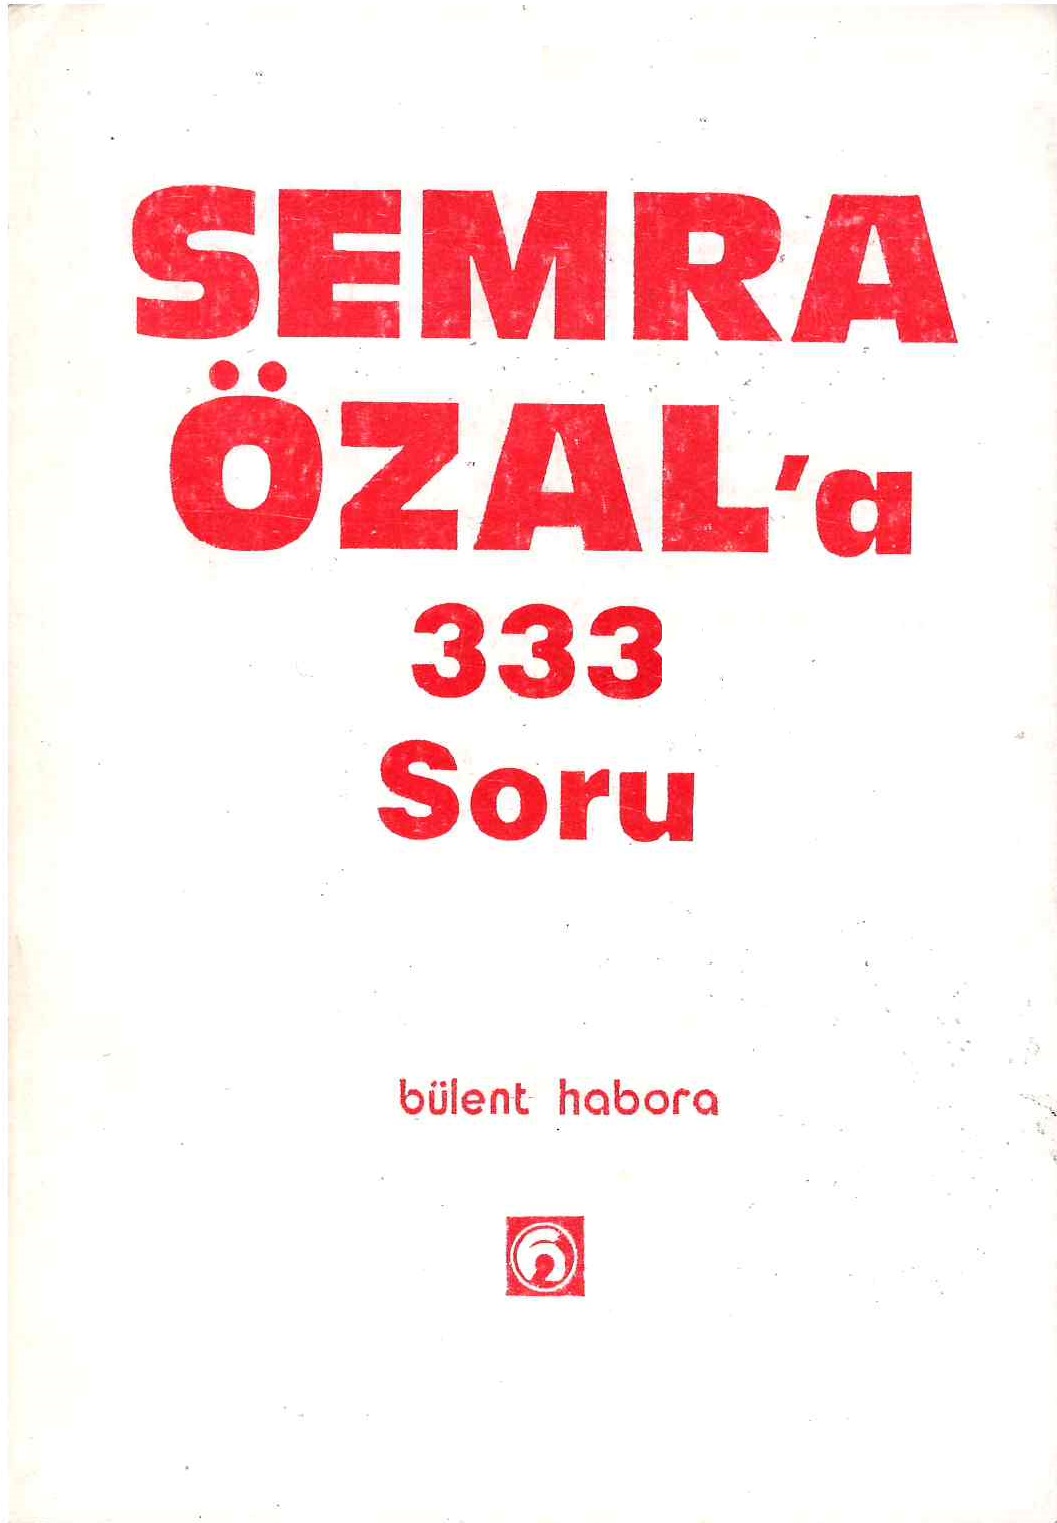 SEMRA
ÖZAL'a
333
Soru
bülent habora